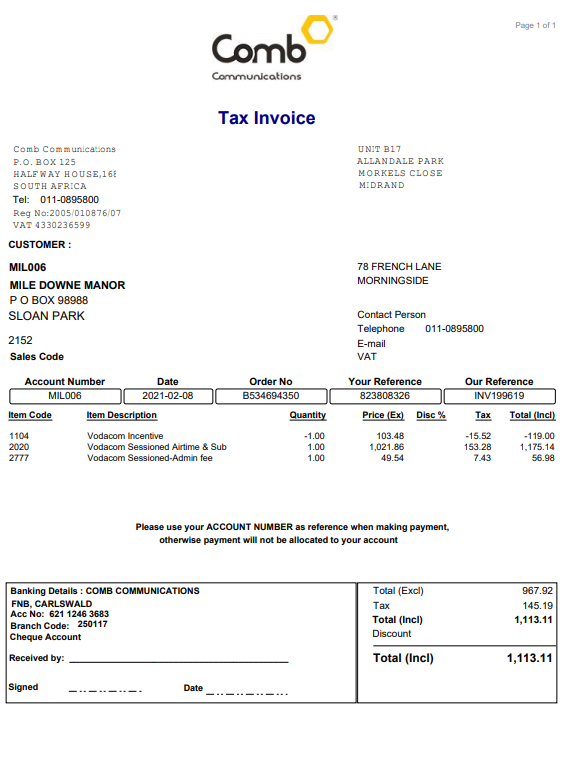 Page 1 of 1
Comb
Communications
Tax Invoice
Comb Communications
P.O. BOX 125
HALFWAY HOUSE,168
SOUTH AFRICA
Tel: 011-0895800
Reg No:2005/010876/07
VAT 4330236599
UNIT B17
ALLANDALE PARK
MORKELS CLOSE
MIDRAND
CUSTOMER :
MIL006
MILE DOWNE MANOR
P O BOX 98988
SLOAN PARK
2152
Sales Code
78 FRENCH LANE
MORNINGSIDE
Contact Person
Telephone 011-0895800
E-mail
VAT
Account Number Date Order No Your Reference Our Reference
MIL006 2021-02-08 B534694350 823808326 INV199619
Item Code Item Description Quantity Price (Ex) Disc % Tax Total (Incl)
1104 Vodacom Incentive -1.00 103.48 -15.52 -119.00
2020 Vodacom Sessioned Airtime & Sub 1.00 1,021.86 153.28 1,175.14
2777 Vodacom Sessioned-Admin fee 1.00 49.54 7.43 56.98
Please use your ACCOUNT NUMBER as reference when making payment,
otherwise payment will not be allocated to your account
Banking Details : COMB COMMUNICATIONS
FNB, CARLSWALD
Acc No: 621 1246 3683
Branch Code: 250117
Cheque Account
Received by:
Signed Date
Total (Excl) 967.92
Tax 145.19
Total (Incl) 1,113.11
Discount
Total (Incl) 1,113.11